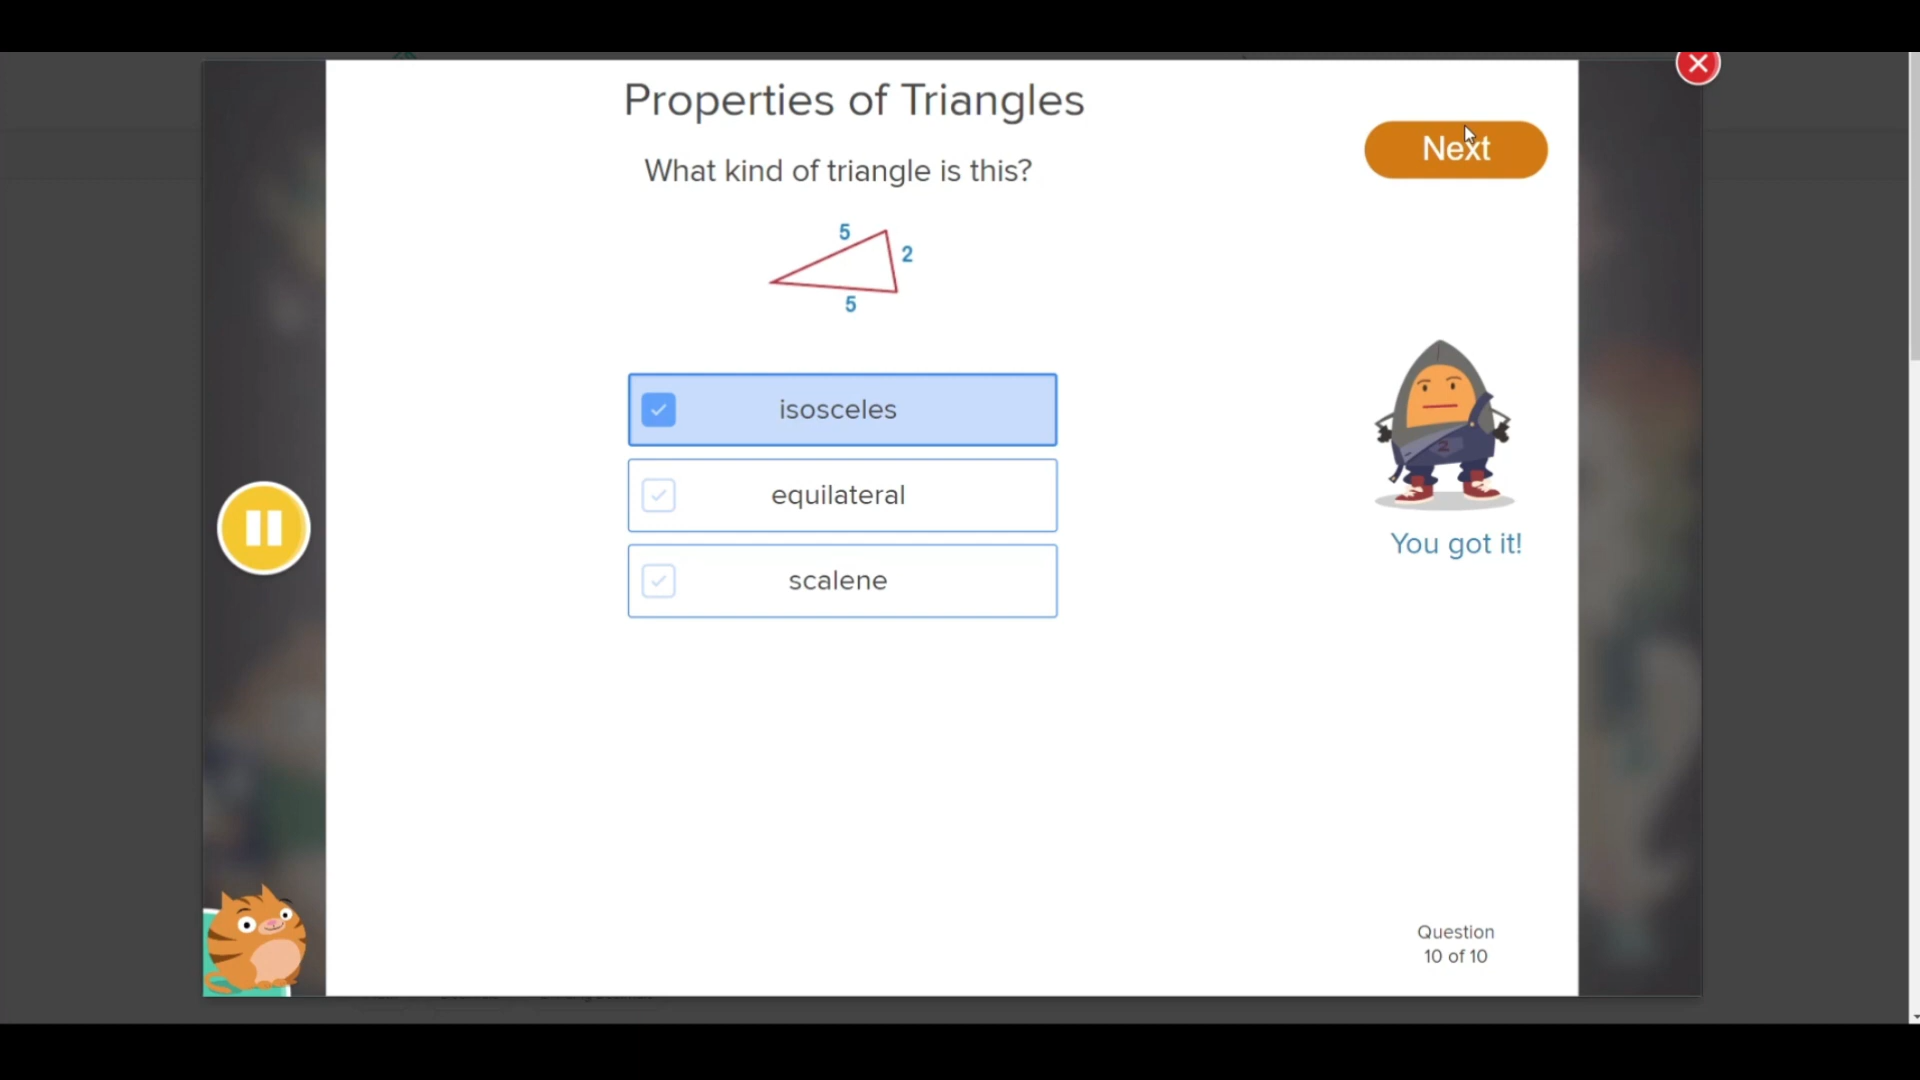 Properties of Triangles
Next
What kind of triangle is this?
5
2
5
isosceles
equilateral
scalene
2
You got it!
Question
10 of 10